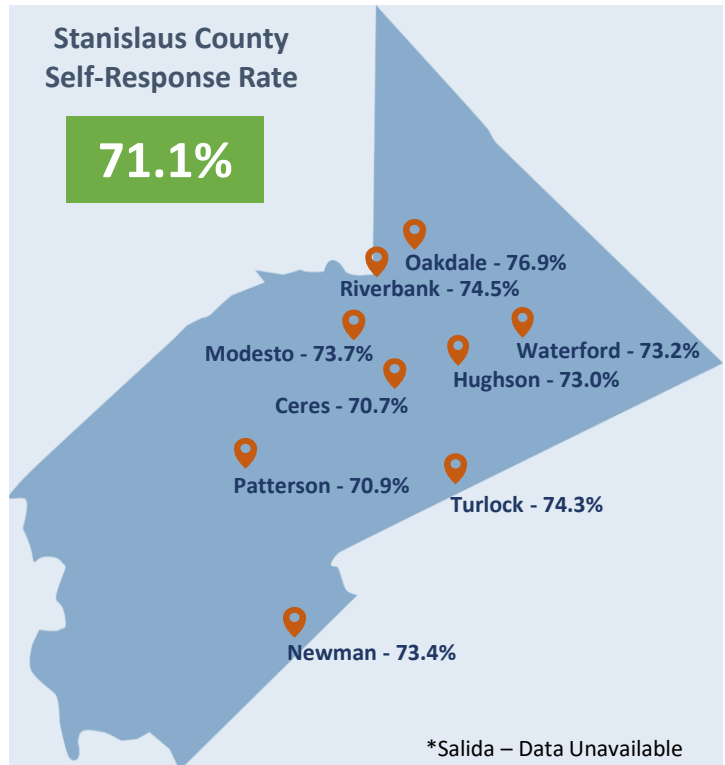 Stanislaus County
Self-Response Rate
71.1%
Oakdale - 76.9%
Riverbank - 74.5%
Modesto - 73.7%
Waterford - 73.2%
Hughson - 73.0%
Ceres - 70.7%
Patterson - 70.9%
Turlock - 74.3%
Newman - 73.4%
*Salida – Data Unavailable